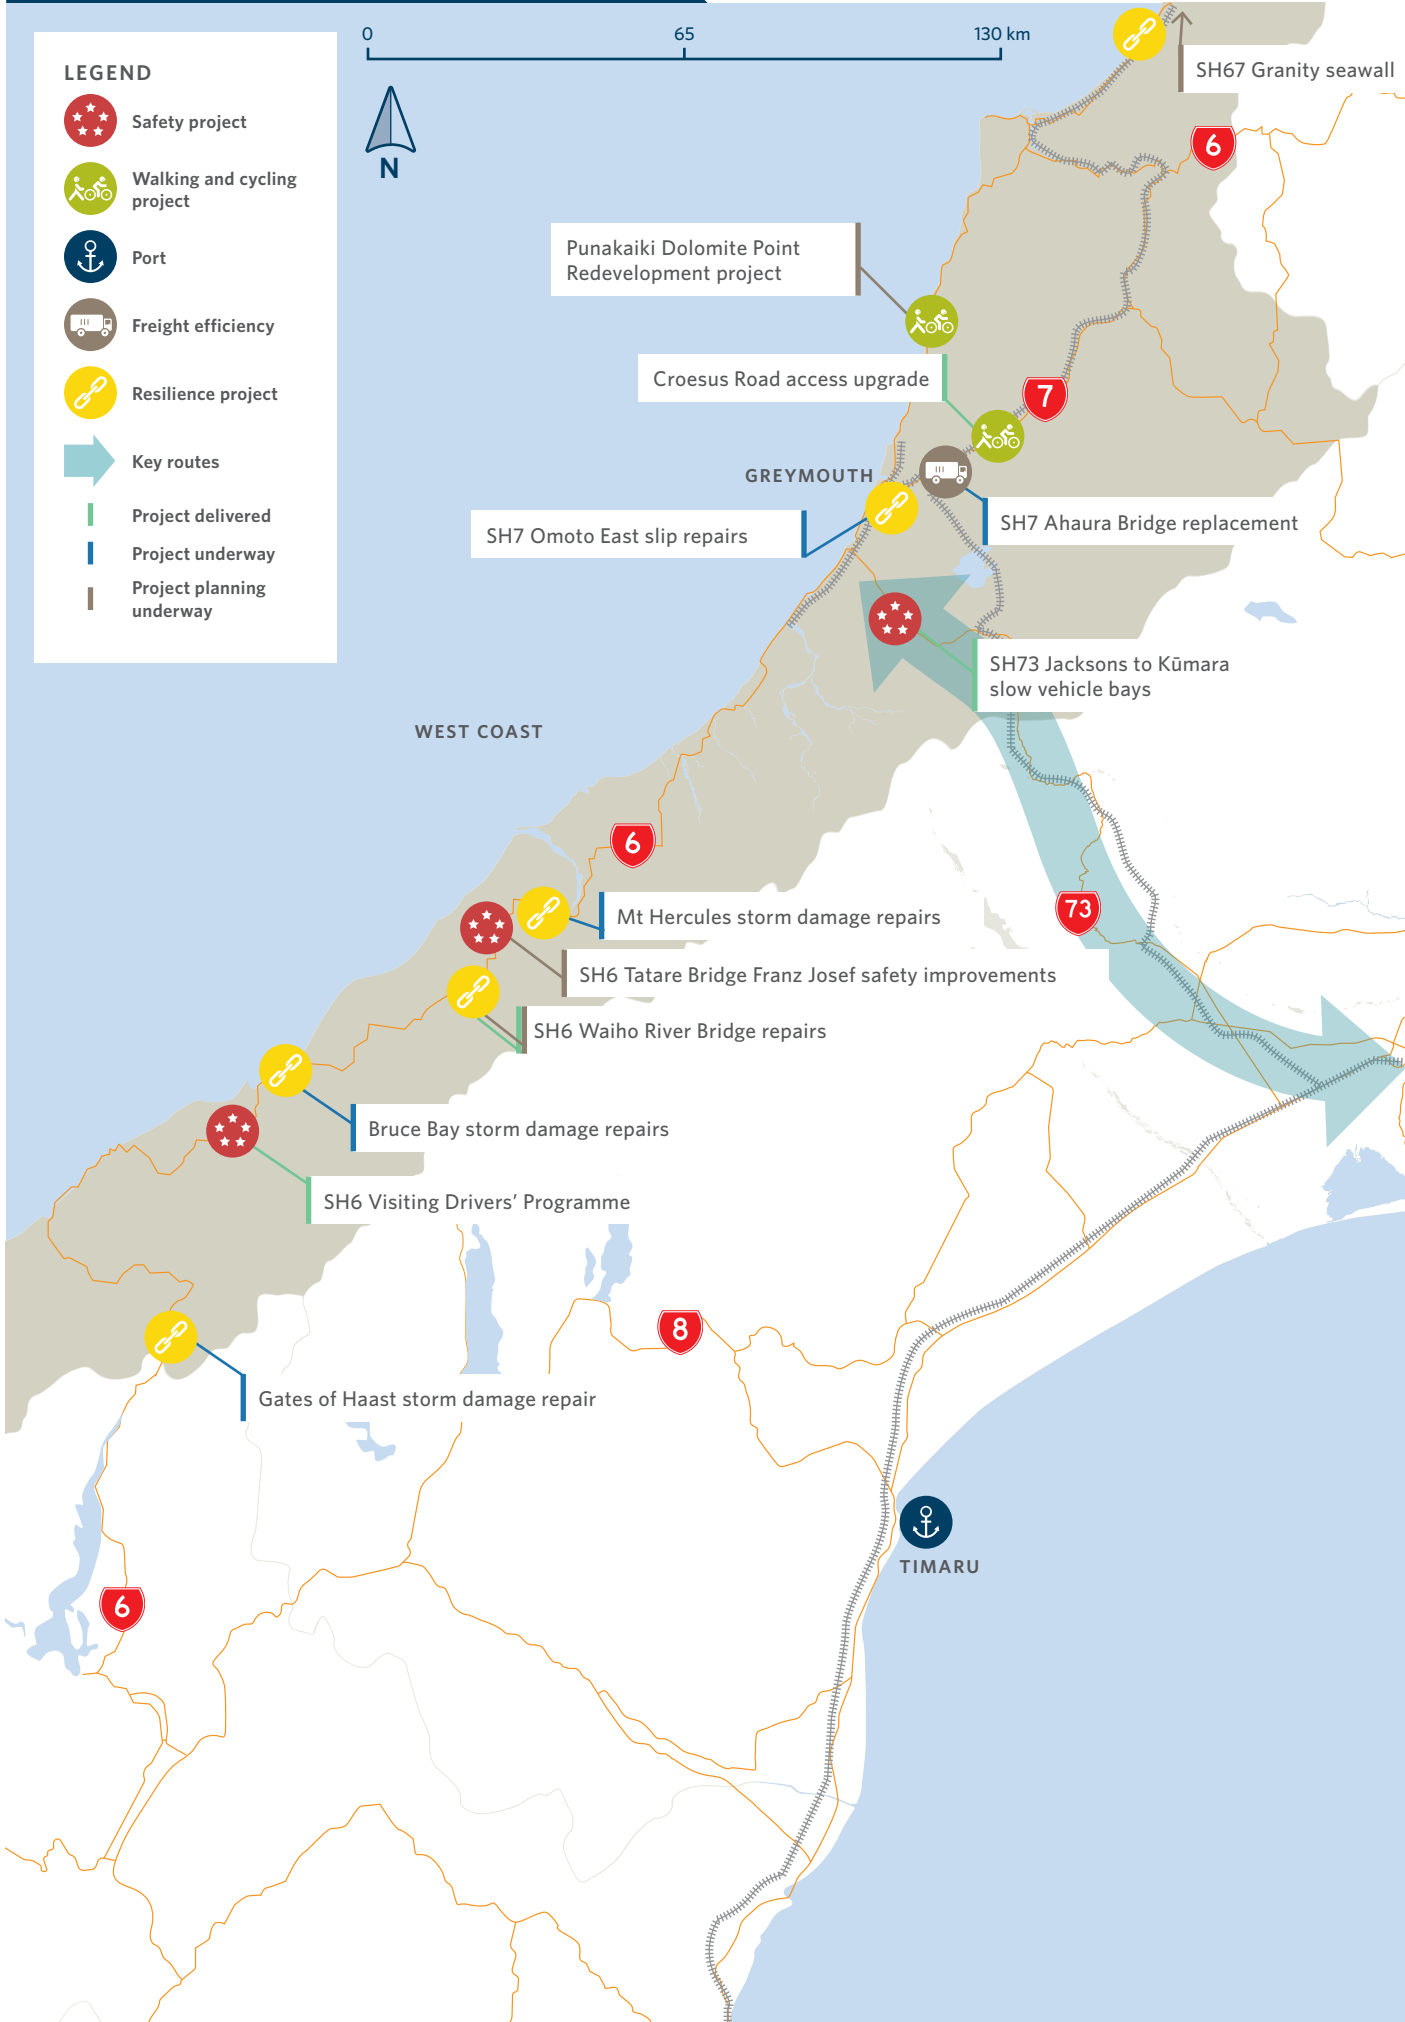 LEGEND
Safety project
Walking and cycling
project
Port
Freight efficiency
Resilience project
Key routes
Project delivered
Project underway
Project planning
underway
0 65 130 km
N
SH67 Granity seawall
6
Punakaiki Dolomite Point
Redevelopment project
Croesus Road access upgrade
7
GREYMOUTH
SH7 Omoto East slip repairs
SH7 Ahaura Bridge replacement
SH73 Jacksons to Kūmara
slow vehicle bays
WEST COAST
6
73
Mt Hercules storm damage repairs
SH6 Tatare Bridge Franz Josef safety improvements
SH6 Waiho River Bridge repairs
Bruce Bay storm damage repairs
SH6 Visiting Drivers’ Programme
8
Gates of Haast storm damage repair
TIMARU
6